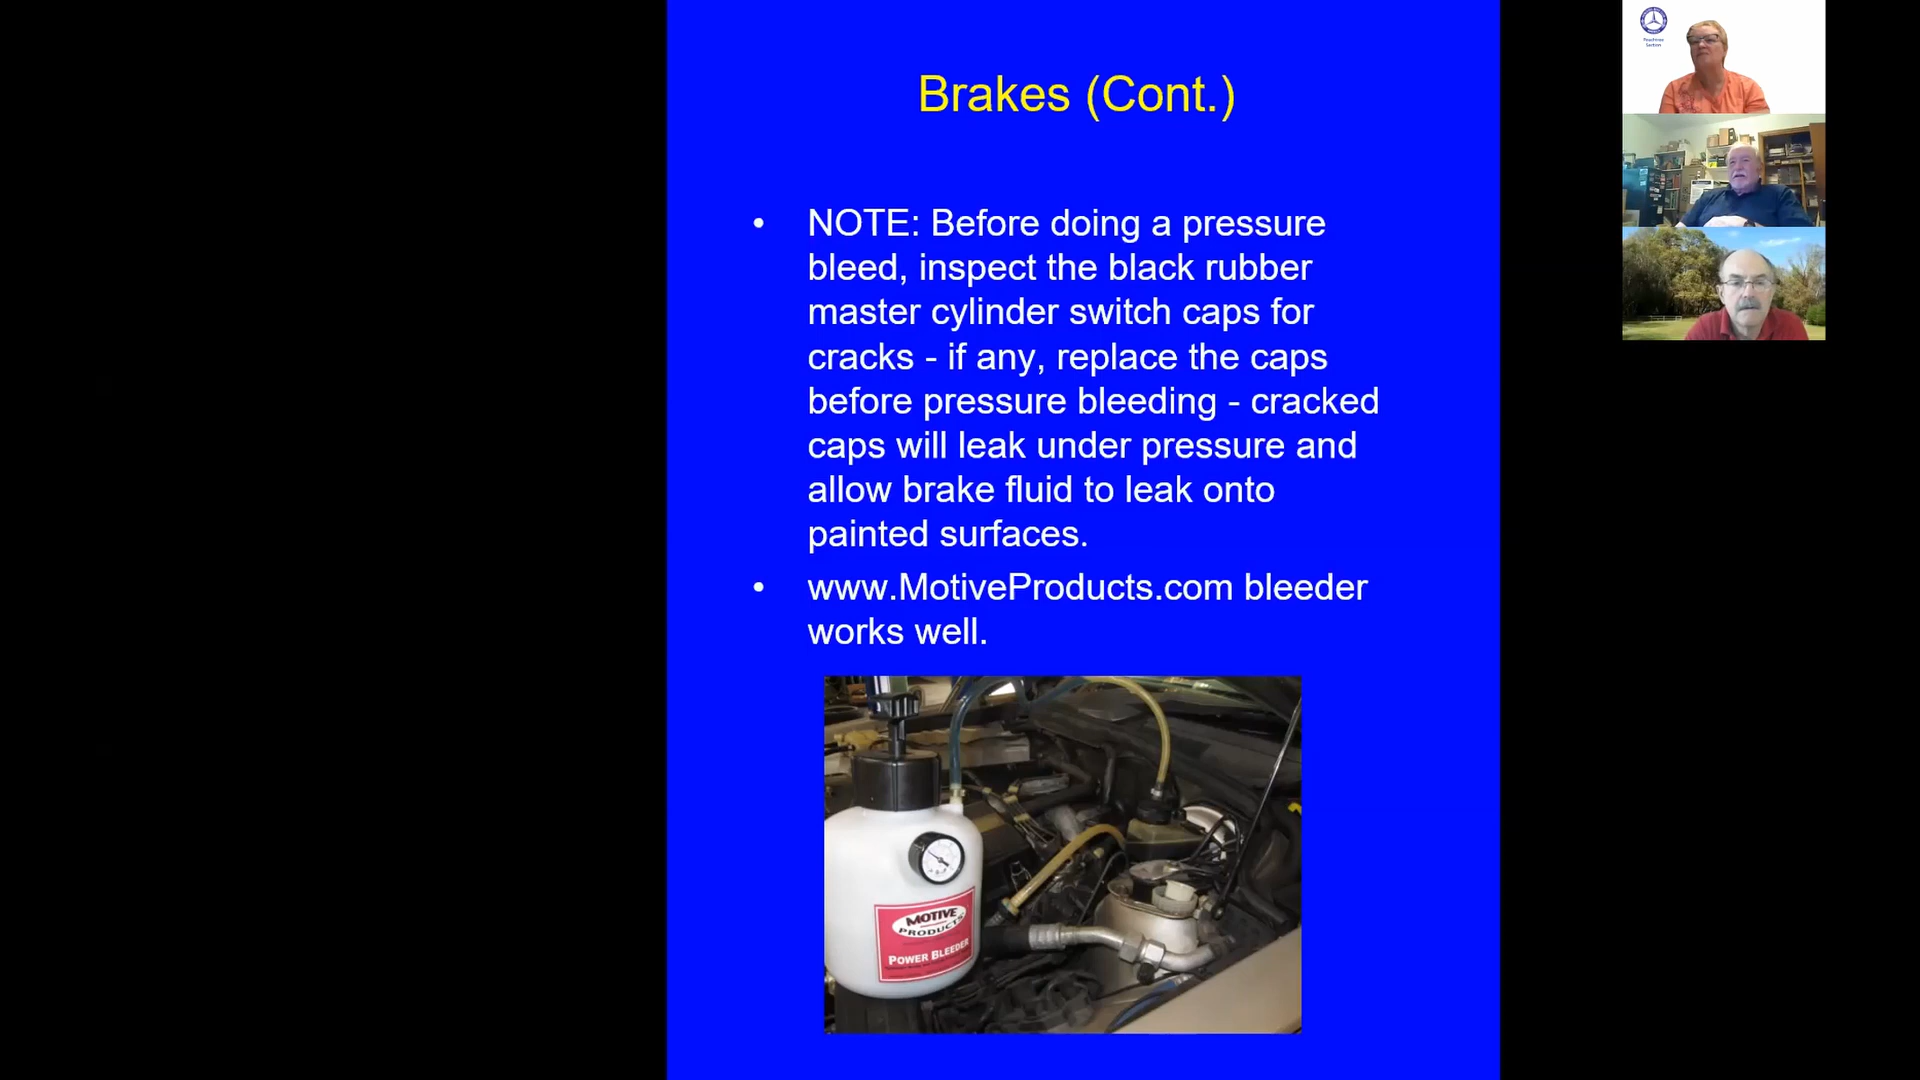 Brakes (Cont.)
• NOTE: Before doing a pressure
bleed, inspect the black rubber
master cylinder switch caps for
cracks - if any, replace the caps
before pressure bleeding - cracked
caps will leak under pressure and
allow brake fluid to leak onto
painted surfaces.
• www.MotiveProducts.com bleeder
works well.
MOTIVE
PRODUCTS
POWER BLEEDER
Peachtree
Section